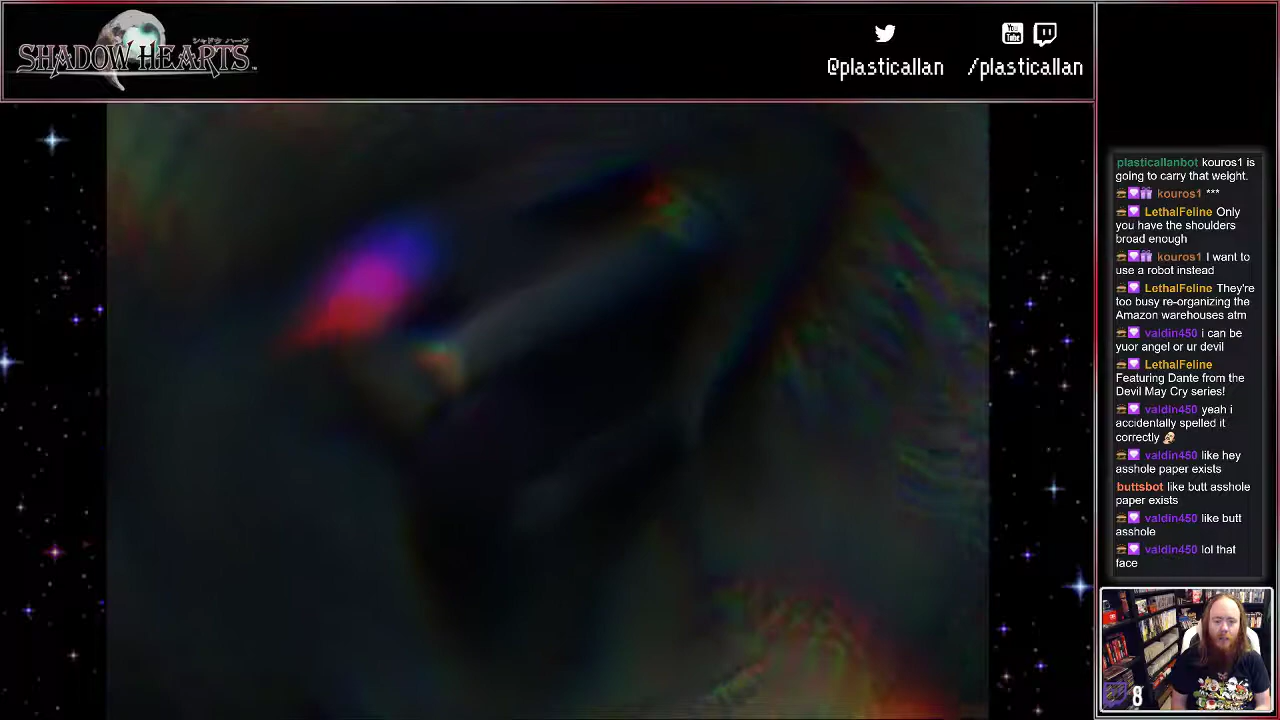 シャドウ ハーツ
SHADOW HEARTS
@plasticallan
/plasticallan
You
Tube
plasticallanbot kouros1 is
going to carry that weight.
kouros1 ***
LethalFeline Only
you have the shoulders
broad enough
kouros1 I want to
use a robot instead
LethalFeline They're
too busy re-organizing the
Amazon warehouses atm
valdin450 i can be
yuor angel or ur devil
LethalFeline
Featuring Dante from the
Devil May Cry series!
valdin450 yeah i
accidentally spelled it
correctly
valdin450 like hey
asshole paper exists
buttsbot like butt asshole
paper exists
valdin450 like butt
asshole
valdin450 lol that
face
8